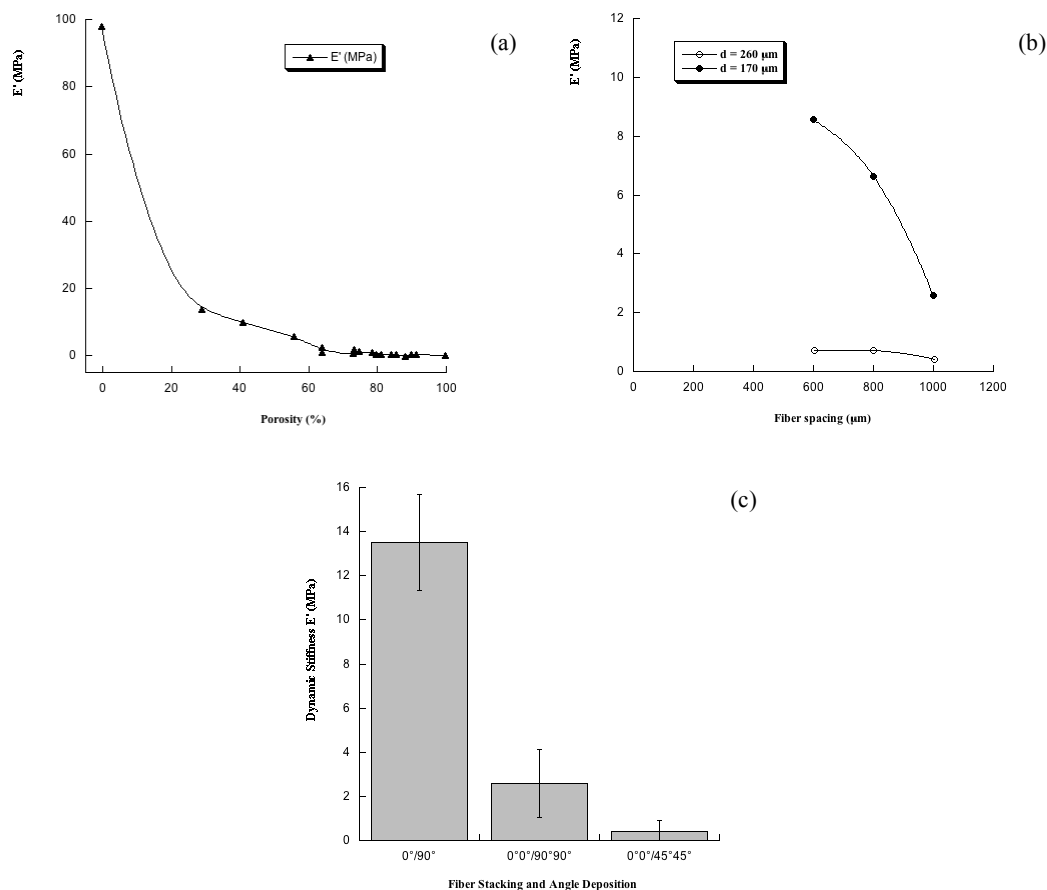 (a)
E' (MPa)
100
80
60
40
20
0
E' (MPa)
0 20 40 60 80 100
Porosity (%)
(b)
E' (MPa)
12
10
8
6
4
2
0
d = 260 μm
d = 170 μm
0 200 400 600 800 1000 1200
Fiber spacing (μm)
(c)
Dynamic Stiffness E' (MPa)
16
14
12
10
8
6
4
2
0
0°/90° 0°0°/90°90° 0°0°/45°45°
Fiber Stacking and Angle Deposition